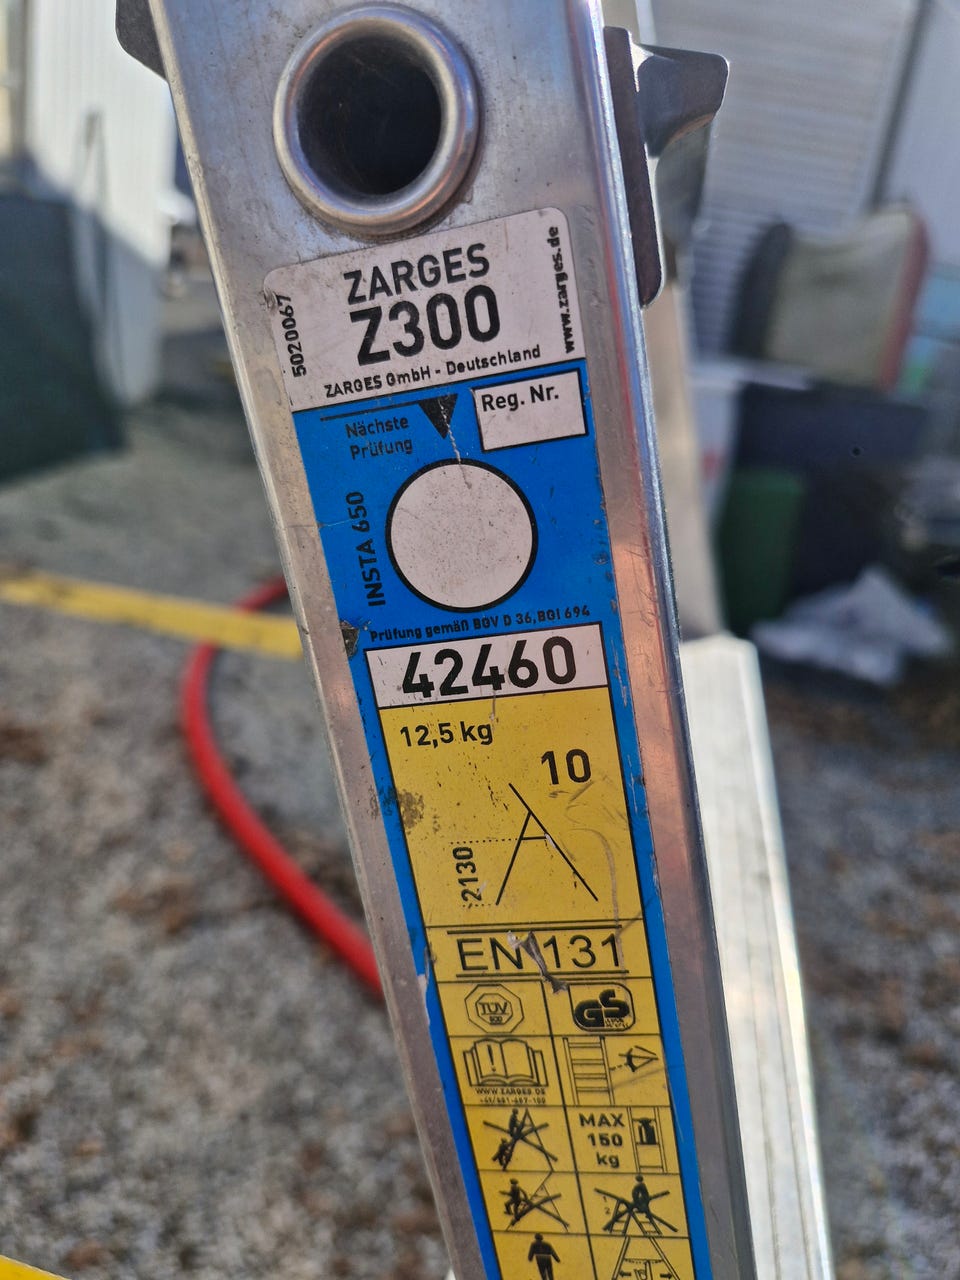 ZARGES
Z300
5020067
www.zarges.de
ZARGES GmbH - Deutschland
Nächste
Prüfung
Reg. Nr.
INSTA 650
Prüfung gemäß BGV D 36, BGI 694
42460
12,5 kg
10
2130
EN 131
TÜV
GS
WWW.ZARGES.DE
MAX
150
kg
2